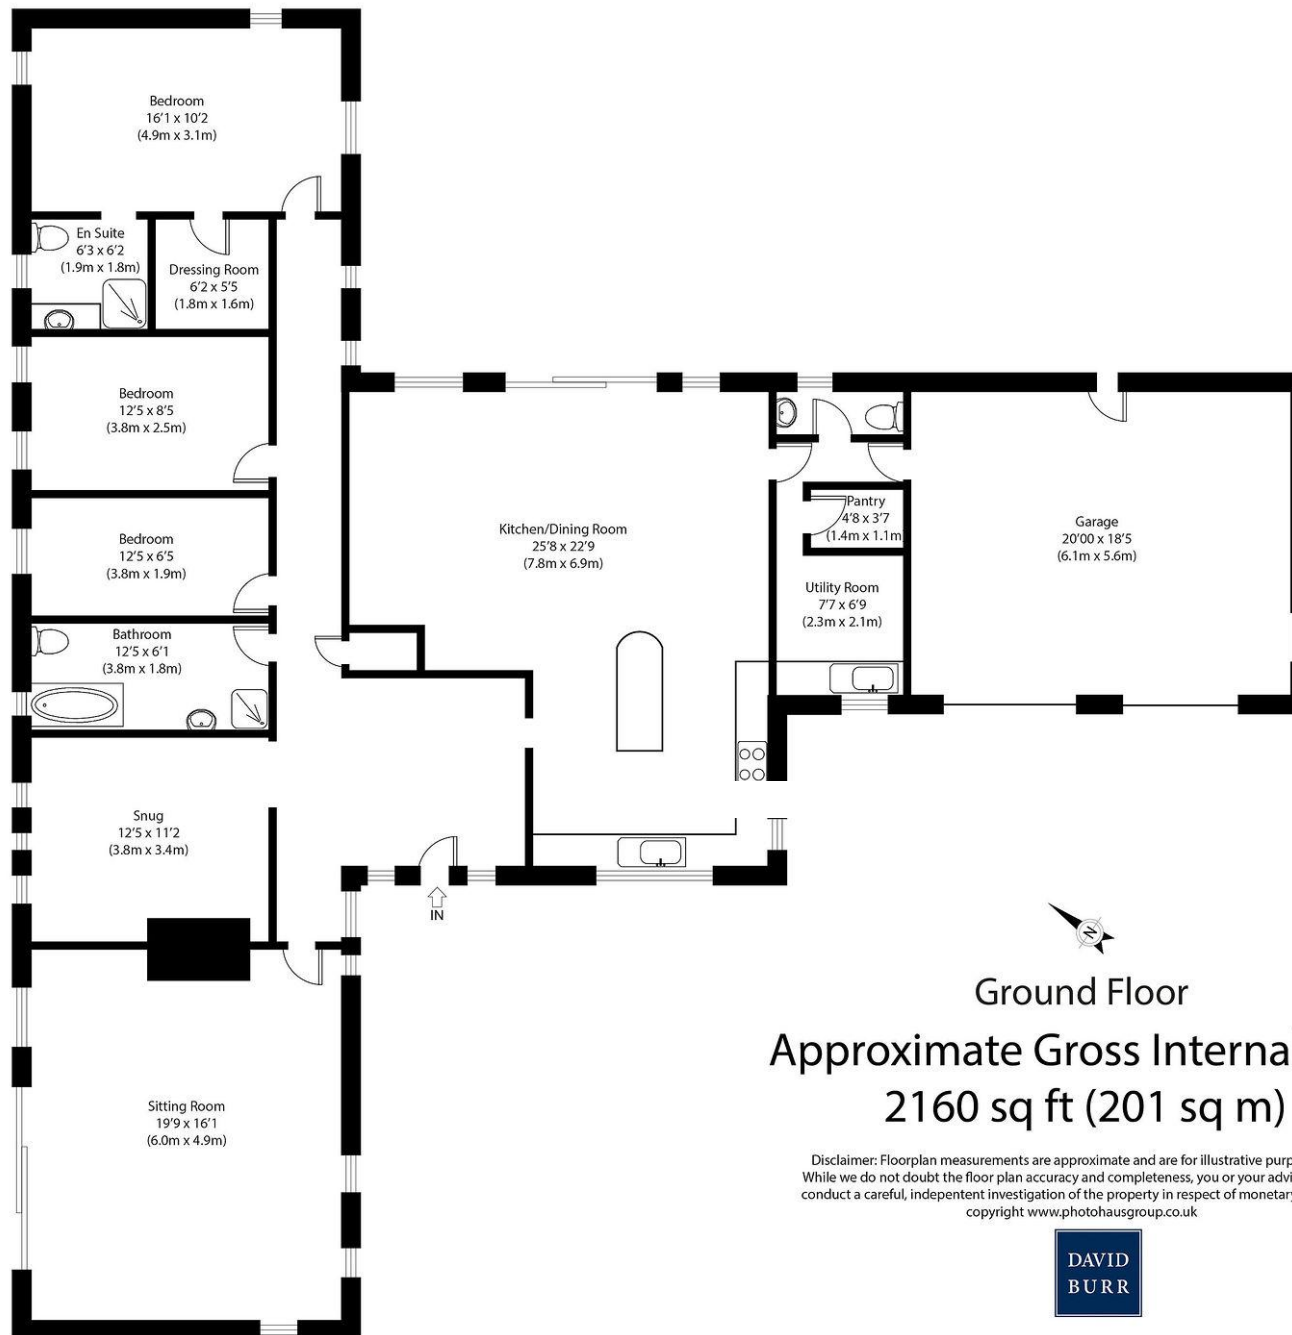 Bedroom
16'1 x 10'2
(4.9m x 3.1m)
En Suite
6'3 x 6'2
(1.9m x 1.8m)
Dressing Room
6'2 x 5'5
(1.8m x 1.6m)
Bedroom
12'5 x 8'5
(3.8m x 2.5m)
Bedroom
12'5 x 6'5
(3.8m x 1.9m)
Bathroom
12'5 x 6'1
(3.8m x 1.8m)
Kitchen/Dining Room
25'8 x 22'9
(7.8m x 6.9m)
Pantry
4'8 x 3'7
(1.4m x 1.1m
Utility Room
7'7 x 6'9
(2.3m x 2.1m)
Garage
20'00 x 18'5
(6.1m x 5.6m)
Snug
12'5 x 11'2
(3.8m x 3.4m)
IN
Sitting Room
19'9 x 16'1
(6.0m x 4.9m)
N
Ground Floor
Approximate Gross Interna
2160 sq ft (201 sq m)
Disclaimer: Floorplan measurements are approximate and are for illustrative purp
While we do not doubt the floor plan accuracy and completeness, you or your advi
conduct a careful, indepentent investigation of the property in respect of monetary
copyright www.photohausgroup.co.uk
DAVID
BURR